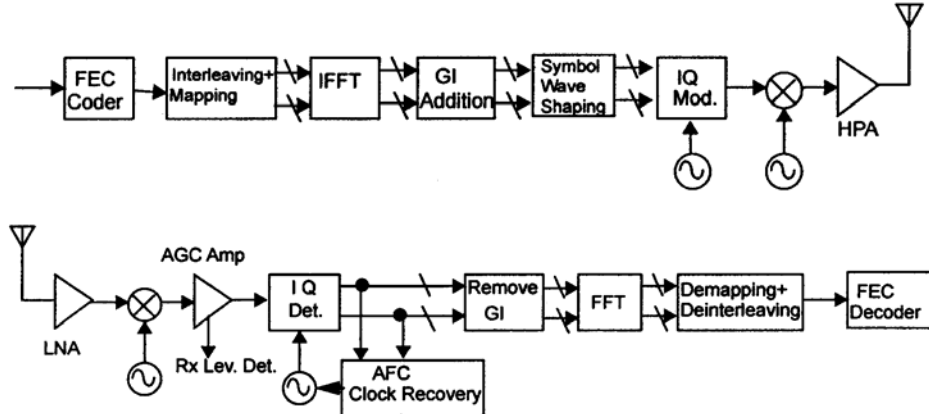 FEC
Coder
Interleaving+
Mapping
IFFT
GI
Addition
Symbol
Wave
Shaping
IQ
Mod.
HPA
LNA
AGC Amp
Rx Lev. Det.
I Q
Det.
AFC
Clock Recovery
Remove
GI
FFT
Demapping+
Deinterleaving
FEC
Decoder